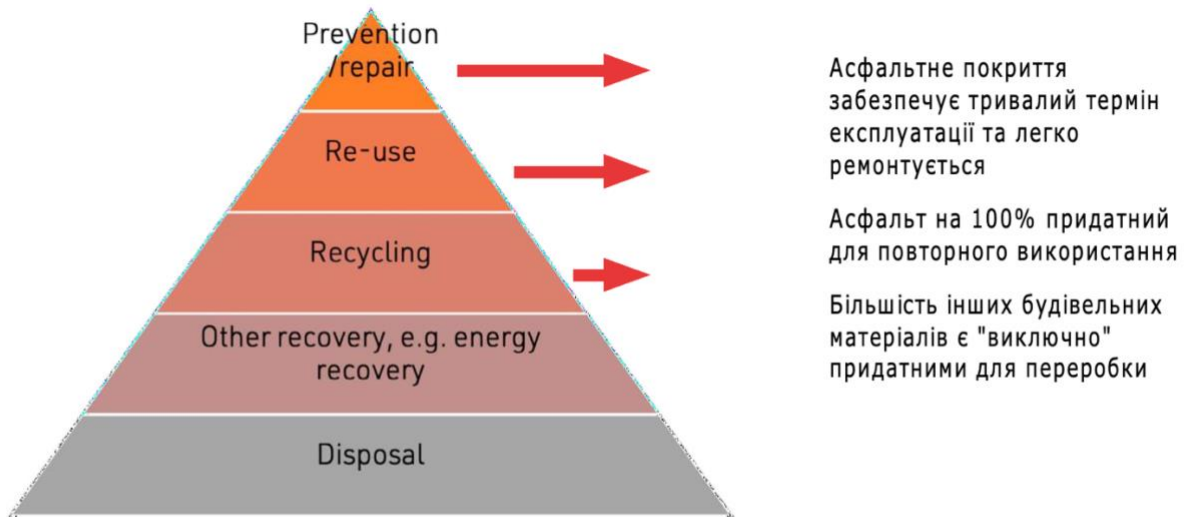 Prevention
/repair
Re-use
Recycling
Other recovery, e.g. energy
recovery
Disposal
Асфальтне покриття
забезпечує тривалий термін
експлуатації та легко
ремонтується
Асфальт на 100% придатний
для повторного використання
Більшість інших будівельних
матеріалів є "виключно"
придатними для переробки